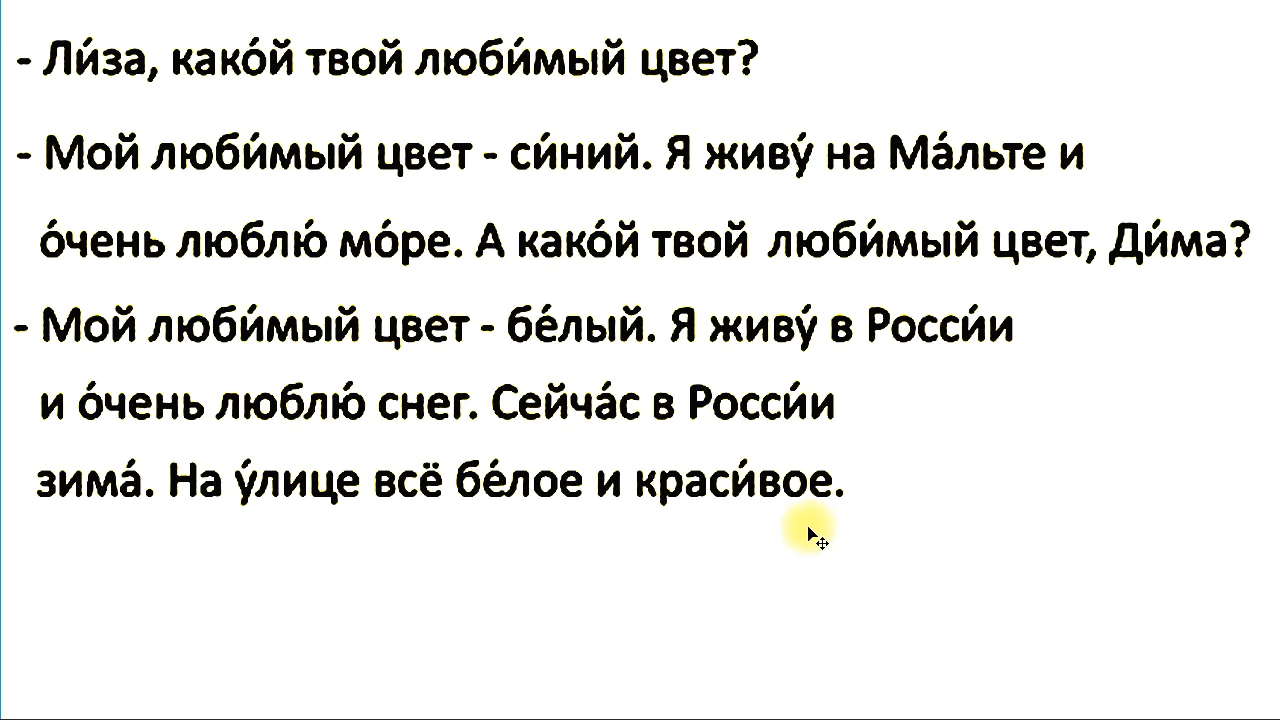 - Ли́за, како́й твой люби́мый цвет?
- Мой люби́мый цвет - си́ний. Я живу́ на Ма́льте и
о́чень люблю́ мо́ре. А како́й твой люби́мый цвет, Ди́ма?
- Мой люби́мый цвет - бе́лый. Я живу́ в Росси́и
и о́чень люблю́ снег. Сейча́с в Росси́и
зима́. На у́лице всё бе́лое и краси́вое.